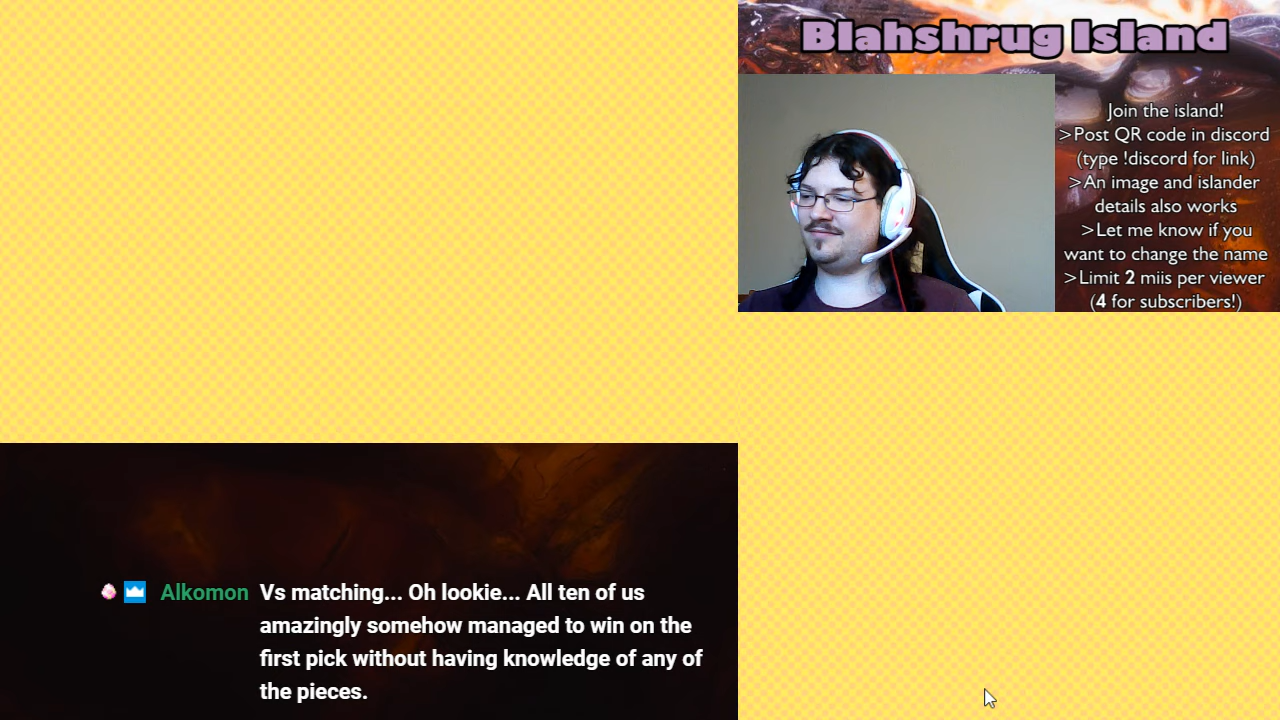 Blahshrug Island
Join the island!
>Post QR code in discord
(type !discord for link)
>An image and islander
details also works
>Let me know if you
want to change the name
>Limit 2 miis per viewer
(4 for subscribers!)
Alkomon Vs matching... Oh lookie... All ten of us
amazingly somehow managed to win on the
first pick without having knowledge of any of
the pieces.